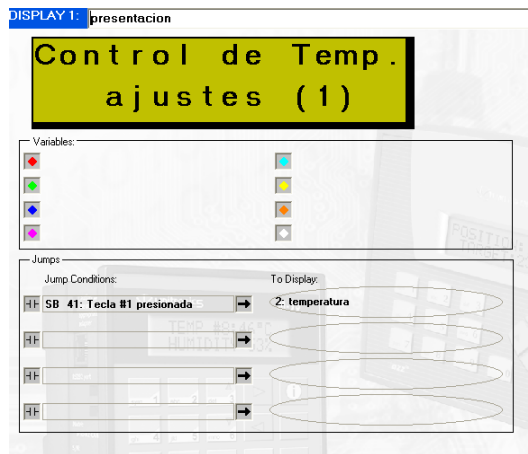 DISPLAY 1: presentacion
Control de Temp.
ajustes (1)
Variables:
Jumps
Jump Conditions: To Display:
SB 41: Tecla #1 presionada 2: temperatura